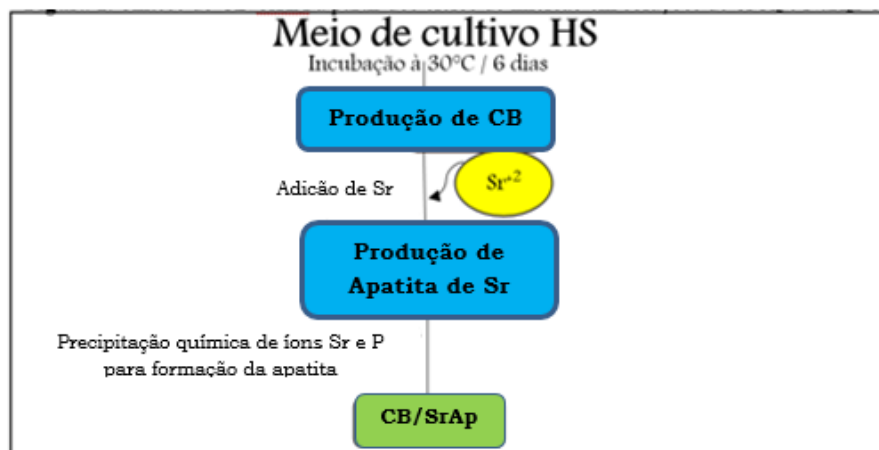 Meio de cultivo HS
Incubação à 30°C / 6 dias
Produção de CB
Sr⁺²
Adicão de Sr
Produção de
Apatita de Sr
Precipitação química de íons Sr e P
para formação da apatita
CB/SrAp